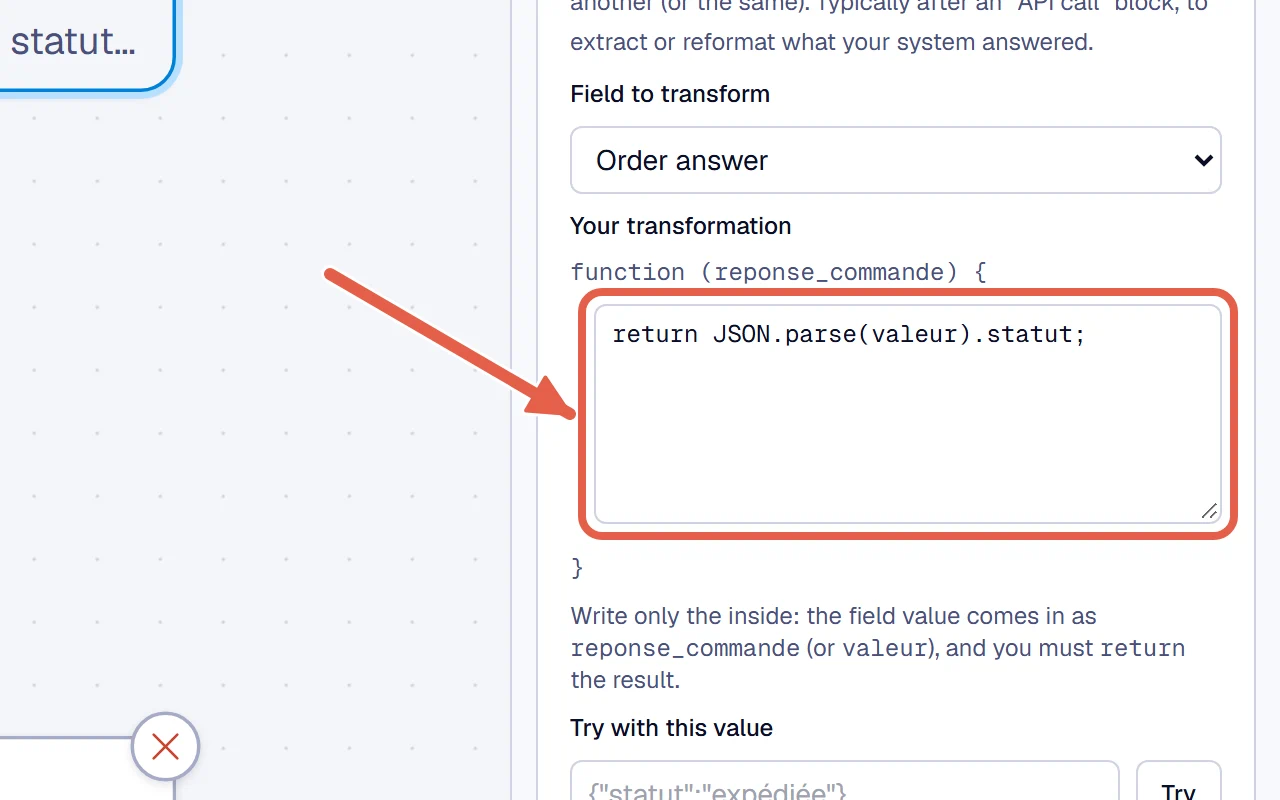 another (or the same). Typically after an "API call" block, to
statut...
extract or reformat what your system answered.
Field to transform
Order answer
Your transformation
function (reponse_commande) {
return JSON.parse(valeur).statut;
}
Write only the inside: the field value comes in as
reponse_commande (or valeur), and you must return
the result.
Try with this value
{"statut":"expédiée"}
Try